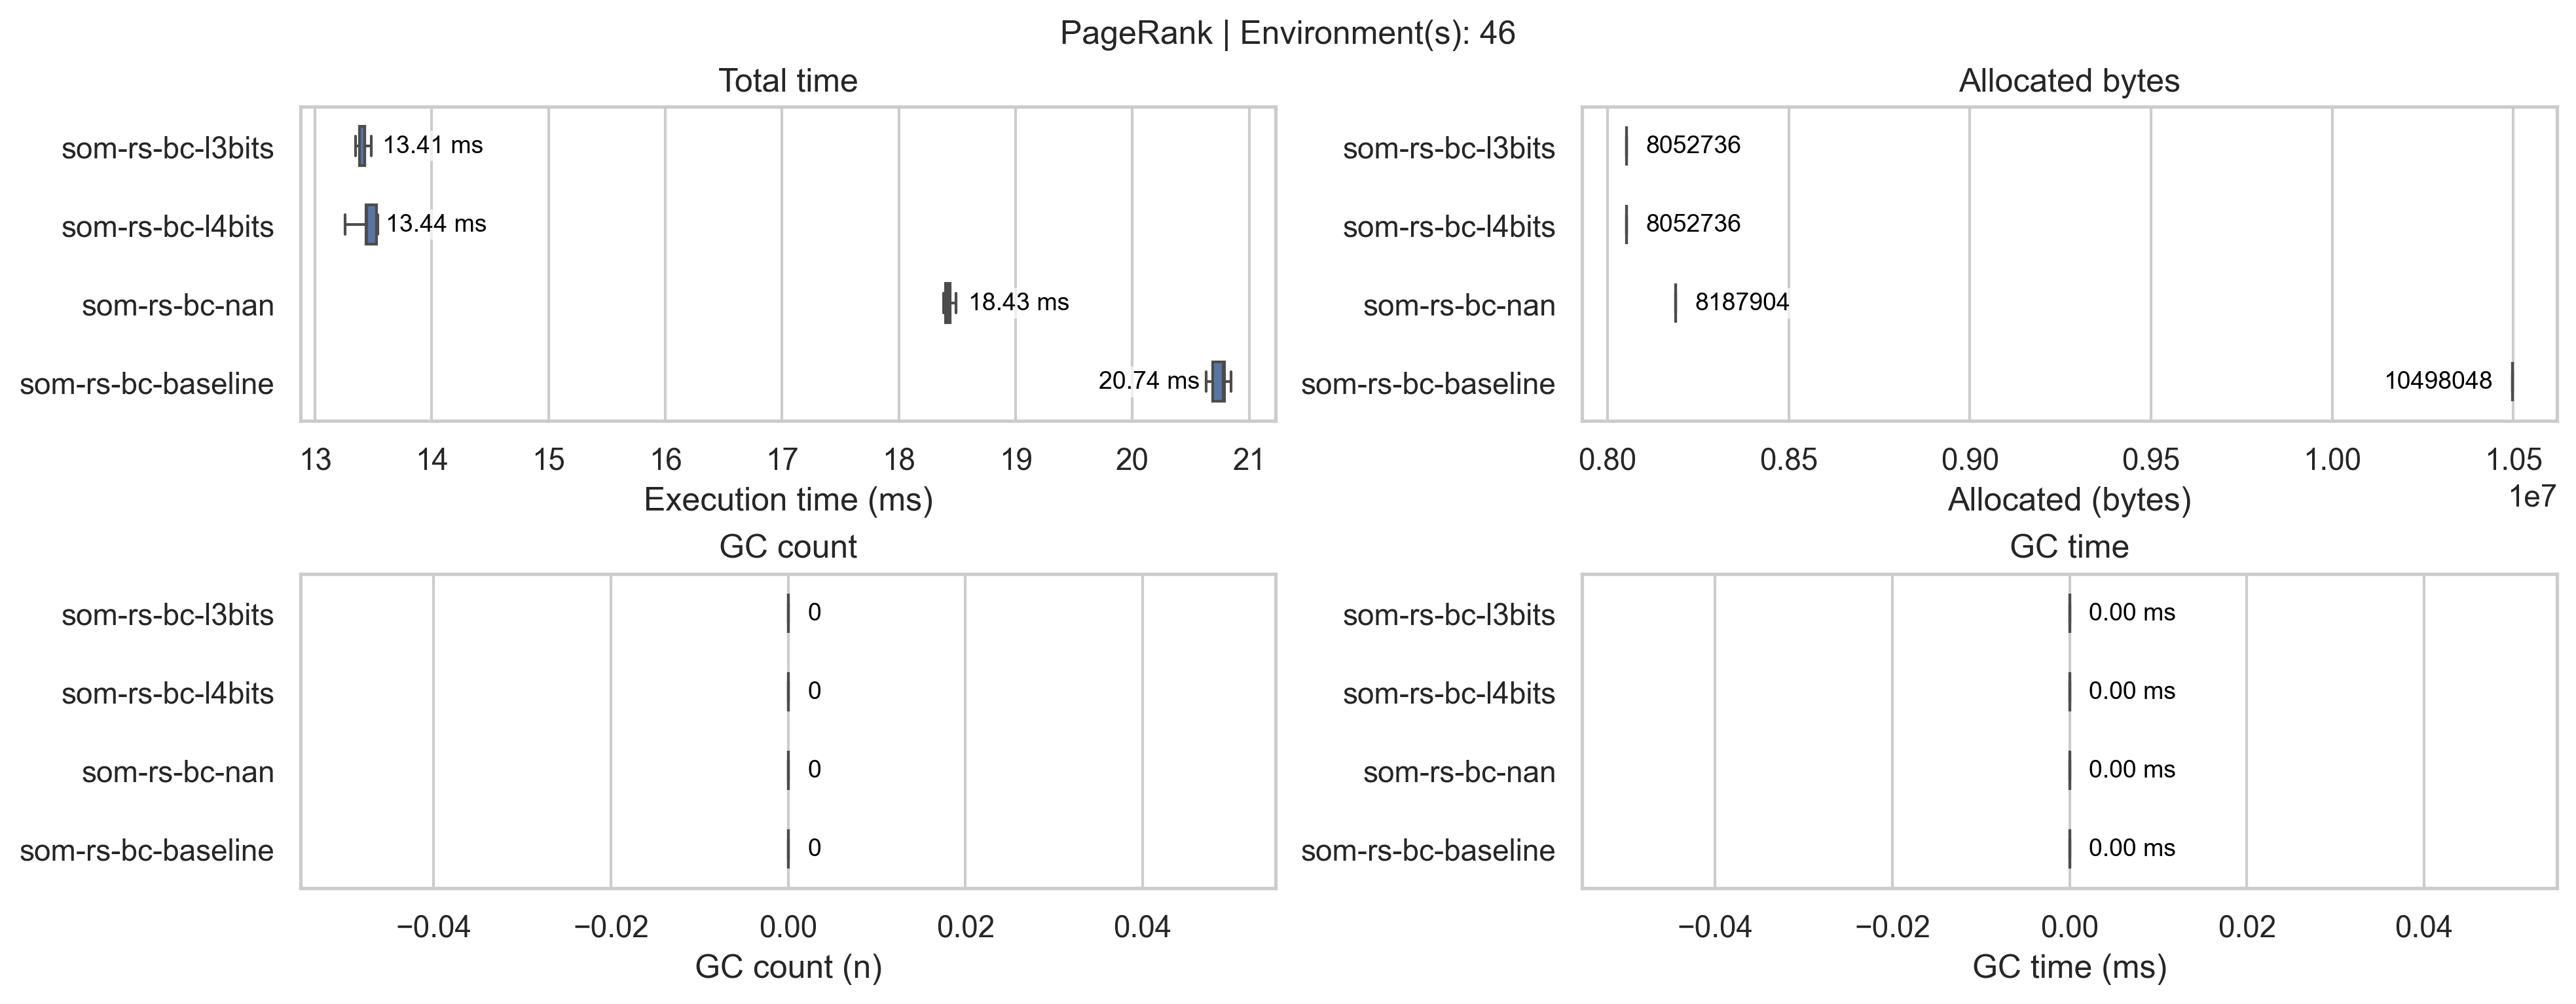 PageRank | Environment(s): 46
Total time
som-rs-bc-l3bits
13.41 ms
som-rs-bc-l4bits
13.44 ms
som-rs-bc-nan
18.43 ms
som-rs-bc-baseline
20.74 ms
13 14 15 16 17 18 19 20 21
Execution time (ms)
Allocated bytes
som-rs-bc-l3bits
8052736
som-rs-bc-l4bits
8052736
som-rs-bc-nan
8187904
som-rs-bc-baseline
10498048
0.80 0.85 0.90 0.95 1.00 1.05
1e7
Allocated (bytes)
GC count
som-rs-bc-l3bits
0
som-rs-bc-l4bits
0
som-rs-bc-nan
0
som-rs-bc-baseline
0
−0.04 −0.02 0.00 0.02 0.04
GC count (n)
GC time
som-rs-bc-l3bits
0.00 ms
som-rs-bc-l4bits
0.00 ms
som-rs-bc-nan
0.00 ms
som-rs-bc-baseline
0.00 ms
−0.04 −0.02 0.00 0.02 0.04
GC time (ms)